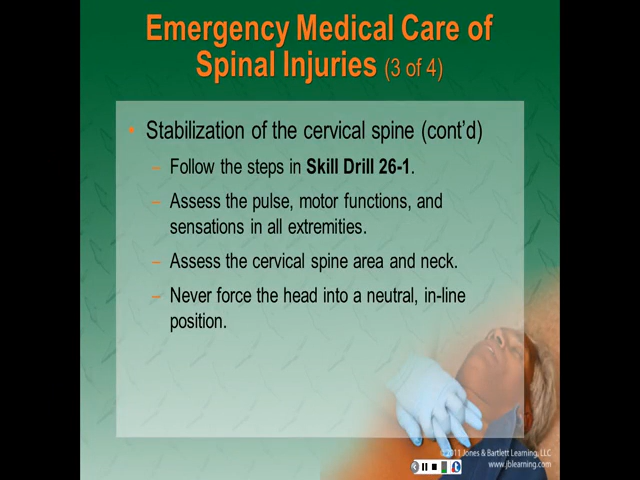 Emergency Medical Care of
Spinal Injuries (3 of 4)
• Stabilization of the cervical spine (cont’d)
– Follow the steps in Skill Drill 26-1.
– Assess the pulse, motor functions, and
sensations in all extremities.
– Assess the cervical spine area and neck.
– Never force the head into a neutral, in-line
position.
©2011 Jones & Bartlett Learning, LLC
www.jblearning.com